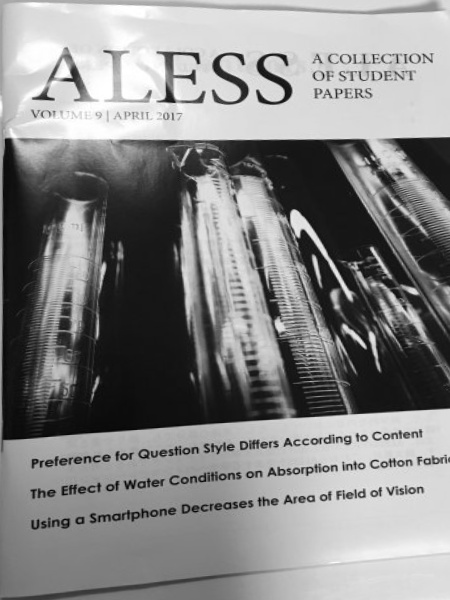 ALESS
A COLLECTION
OF STUDENT
PAPERS
VOLUME 9 | APRIL 2017
Preference for Question Style Differs According to Content
The Effect of Water Conditions on Absorption into Cotton Fabri
Using a Smartphone Decreases the Area of Field of Vision